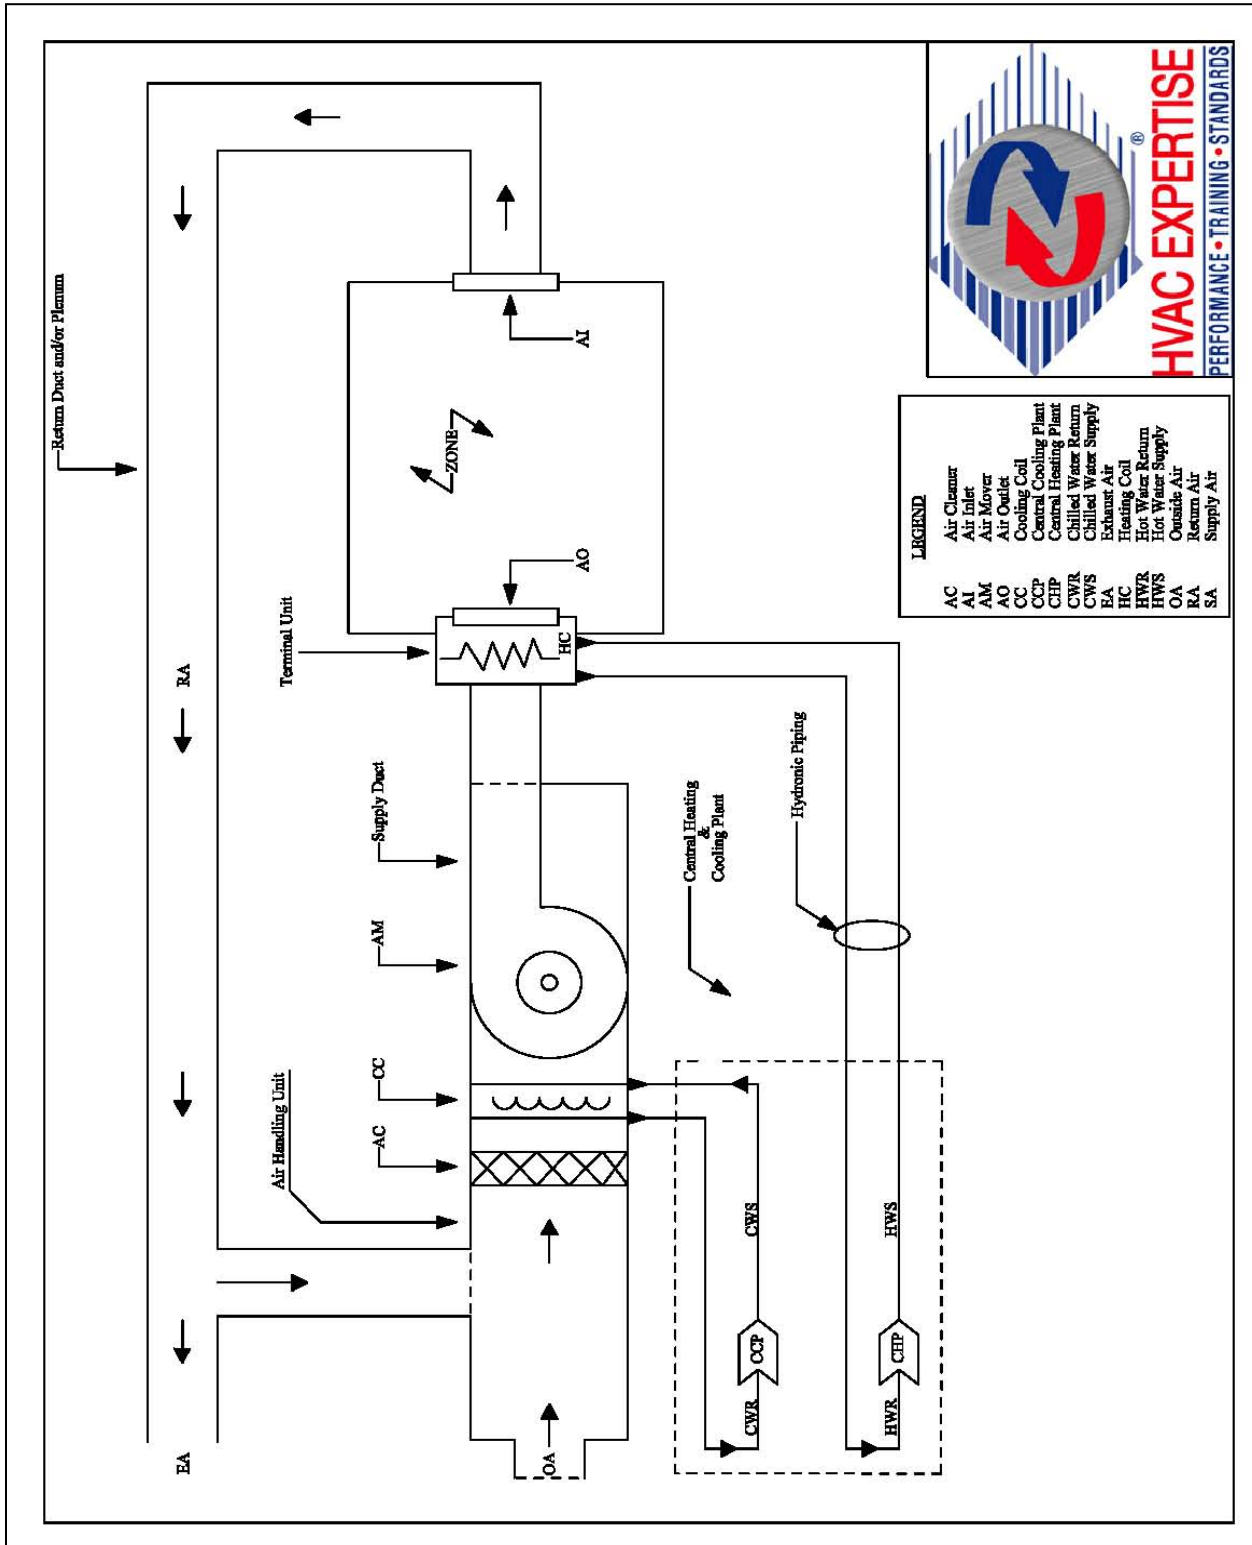 Return Duct and/or Plenum
EA
RA
Air Handling Unit
Terminal Unit
AC
CC
AM
Supply Duct
ZONE
OA
HC
AO
AI
Central Heating
&
Cooling Plant
CWR
CCP
CWS
Hydronic Piping
HWR
CHP
HWS
LEGEND
AC Air Cleaner
AI Air Inlet
AM Air Mover
AO Air Outlet
CC Cooling Coil
CCP Central Cooling Plant
CHP Central Heating Plant
CWR Chilled Water Return
CWS Chilled Water Supply
EA Exhaust Air
HC Heating Coil
HWR Hot Water Return
HWS Hot Water Supply
OA Outside Air
RA Return Air
SA Supply Air
®
HVAC EXPERTISE
PERFORMANCE•TRAINING•STANDARDS